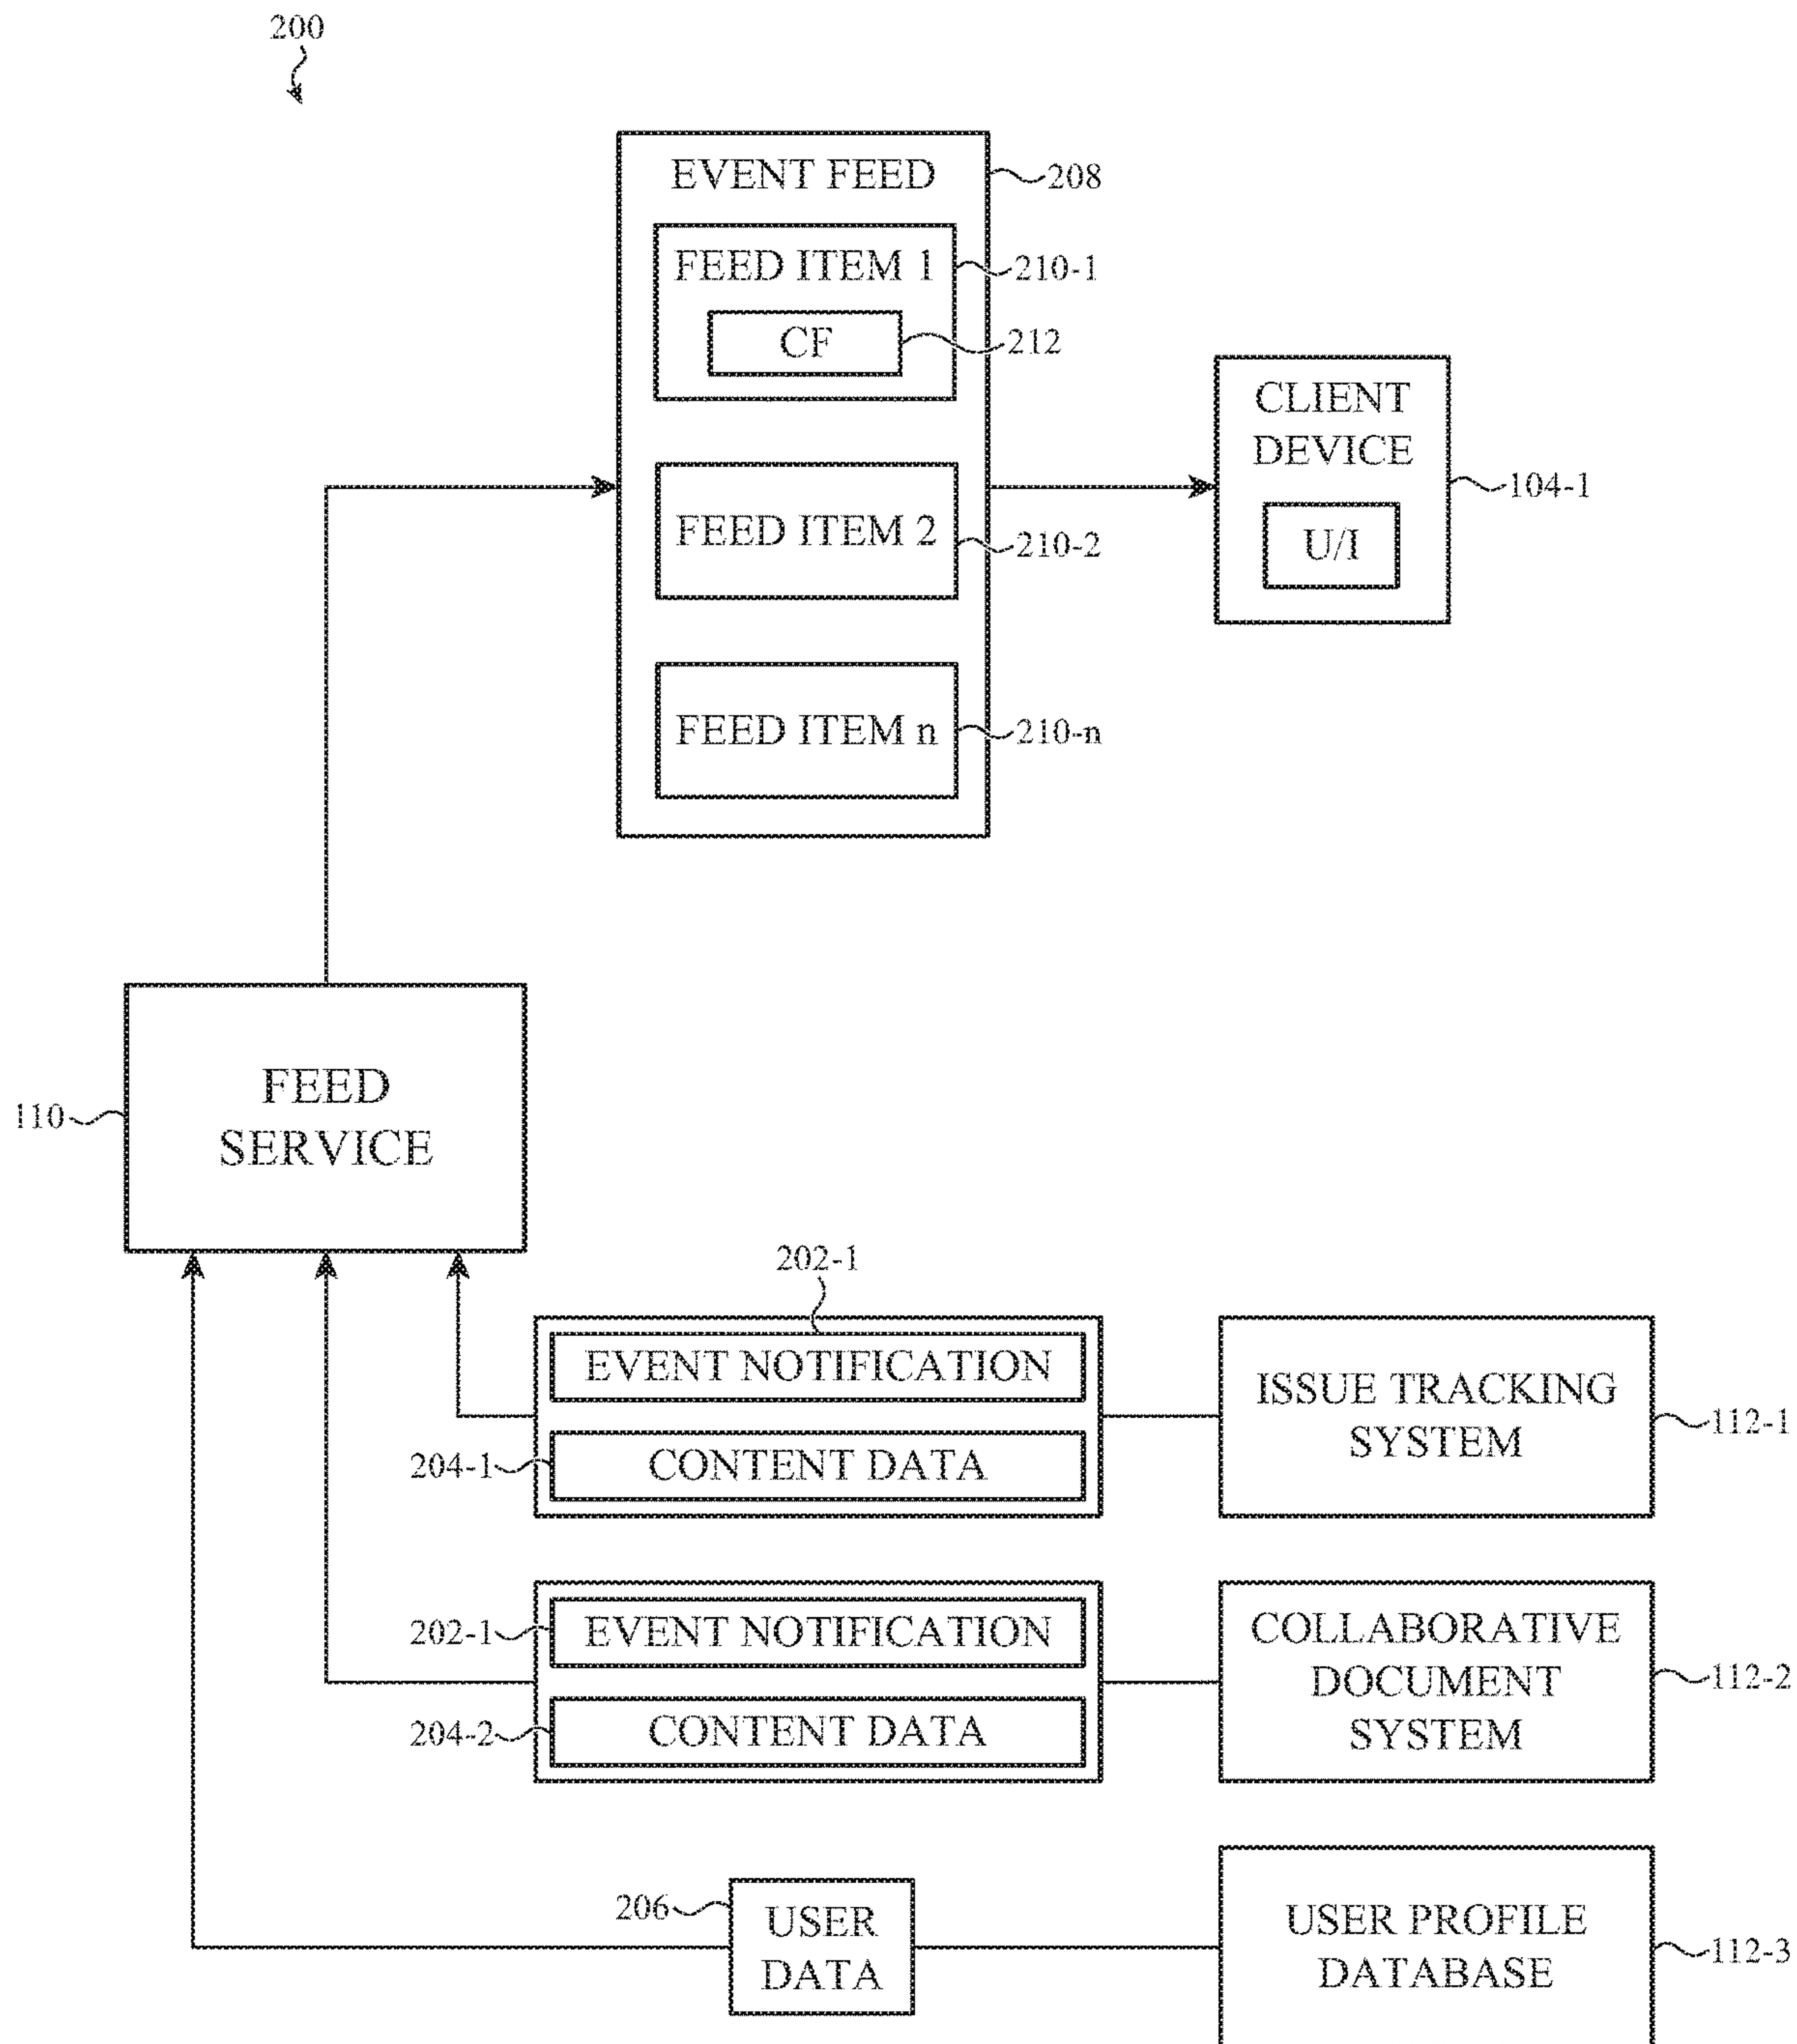 200
EVENT FEED
208
FEED ITEM 1
210-1
CF
212
CLIENT
DEVICE
104-1
U/I
FEED ITEM 2
210-2
FEED ITEM n
210-n
FEED
SERVICE
110
202-1
EVENT NOTIFICATION
204-1
CONTENT DATA
ISSUE TRACKING
SYSTEM
112-1
202-1
EVENT NOTIFICATION
204-2
CONTENT DATA
COLLABORATIVE
DOCUMENT
SYSTEM
112-2
206
USER
DATA
USER PROFILE
DATABASE
112-3